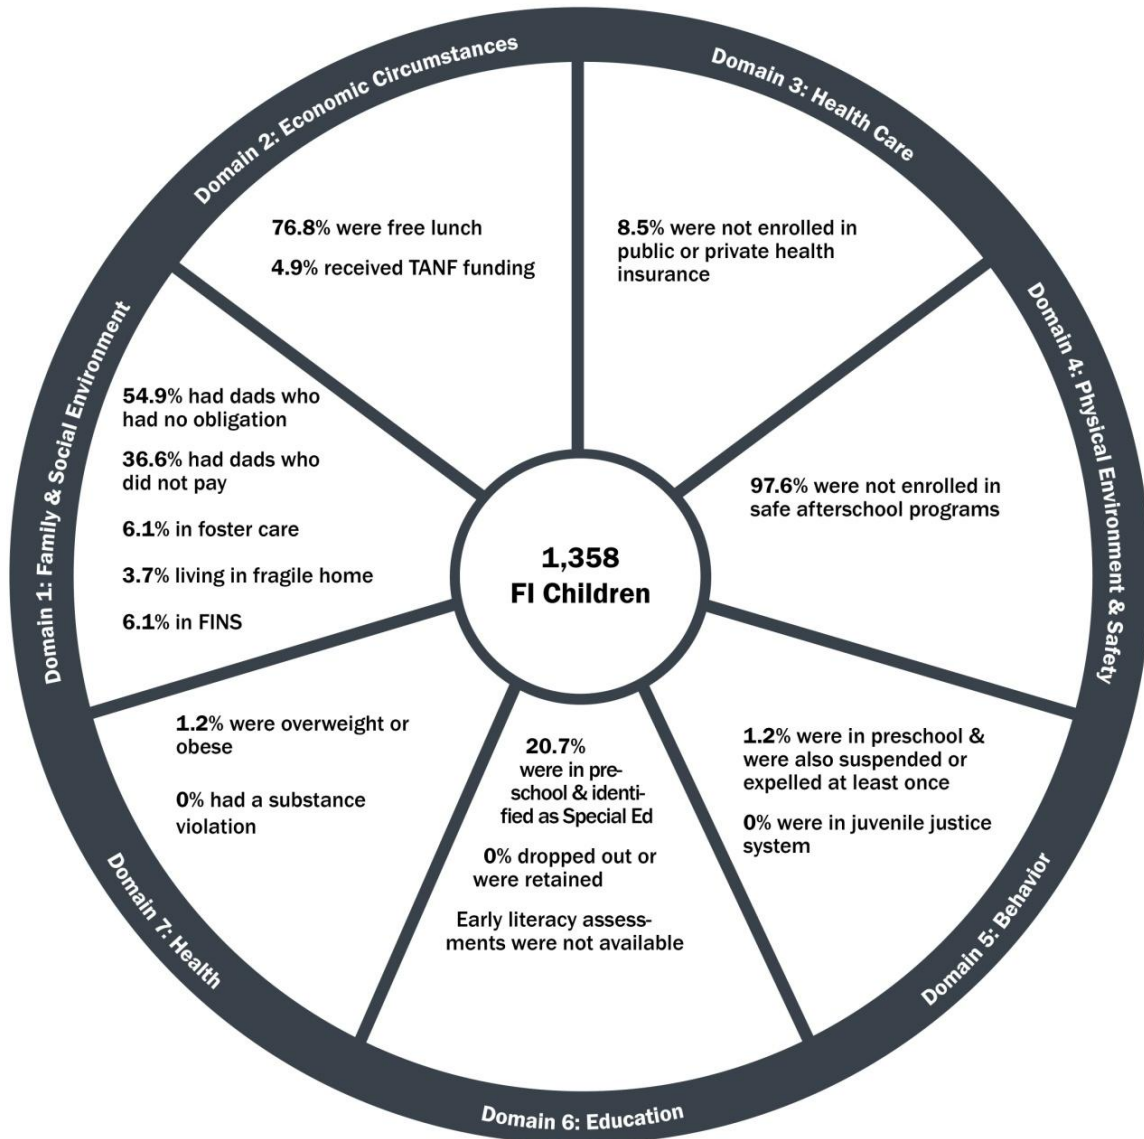 Domain 1: Family & Social Environment
54.9% had dads who
had no obligation
36.6% had dads who
did not pay
6.1% in foster care
3.7% living in fragile home
6.1% in FINS
Domain 2: Economic Circumstances
76.8% were free lunch
4.9% received TANF funding
Domain 3: Health Care
8.5% were not enrolled in
public or private health
insurance
Domain 4: Physical Environment & Safety
97.6% were not enrolled in
safe afterschool programs
1,358
FI Children
Domain 5: Behavior
1.2% were in preschool &
were also suspended or
expelled at least once
0% were in juvenile justice
system
Domain 6: Education
20.7%
were in pre-
school & identi-
fied as Special Ed
0% dropped out or
were retained
Early literacy assess-
ments were not available
Domain 7: Health
1.2% were overweight or
obese
0% had a substance
violation